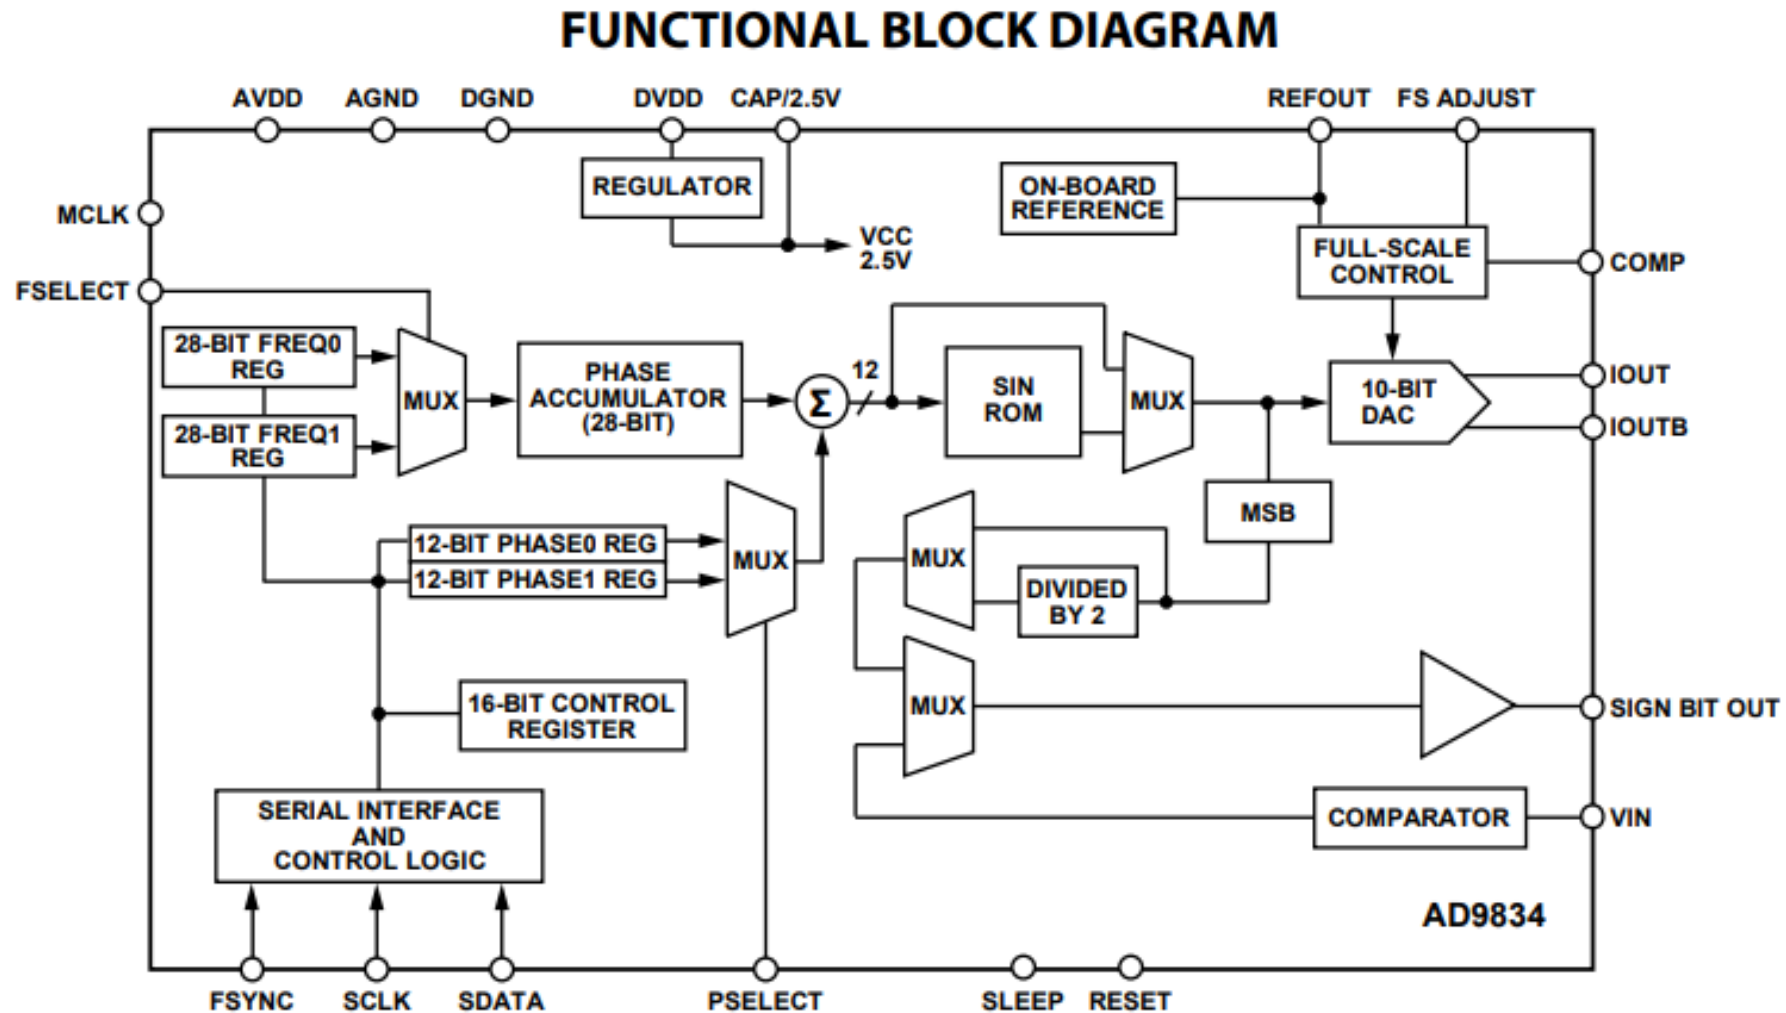 FUNCTIONAL BLOCK DIAGRAM
AVDD
AGND
DGND
DVDD
CAP/2.5V
REFOUT
FS ADJUST
MCLK
REGULATOR
ON-BOARD
REFERENCE
VCC
2.5V
FULL-SCALE
CONTROL
COMP
FSELECT
28-BIT FREQ0
REG
28-BIT FREQ1
REG
MUX
PHASE
ACCUMULATOR
(28-BIT)
Σ
12
SIN
ROM
MUX
10-BIT
DAC
IOUT
IOUTB
12-BIT PHASE0 REG
12-BIT PHASE1 REG
MUX
MUX
DIVIDED
BY 2
MSB
16-BIT CONTROL
REGISTER
MUX
SIGN BIT OUT
SERIAL INTERFACE
AND
CONTROL LOGIC
COMPARATOR
VIN
AD9834
FSYNC
SCLK
SDATA
PSELECT
SLEEP
RESET